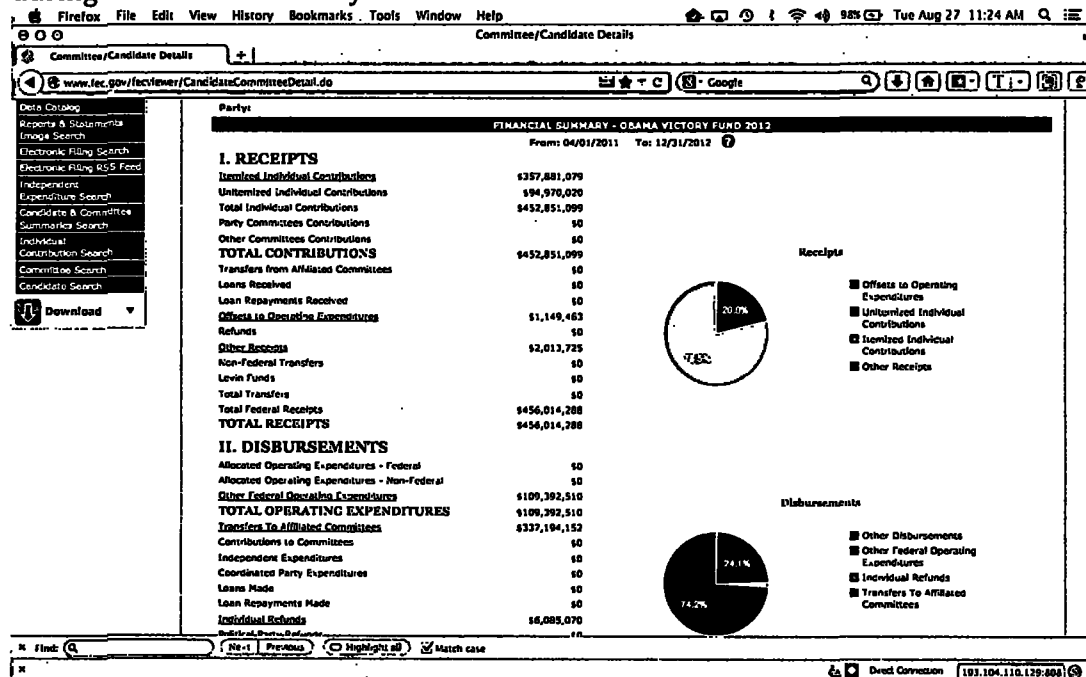 Firefox File Edit View History Bookmarks Tools Window Help 98% Tue Aug 27 11:24 AM
Committee/Candidate Details
Committee/Candidate Details +
www.fec.gov/fecviewer/CandidateCommitteeDetail.do Google
Data Catalog
Reports & Statements
Image Search
Electronic Filing Search
Electronic Filing RSS Feed
Independent
Expenditure Search
Candidate & Committee
Summaries Search
Individual
Contribution Search
Committee Search
Candidate Search
Download
Party:
FINANCIAL SUMMARY - OBAMA VICTORY FUND 2012
From: 04/01/2011 To: 12/31/2012 ?
I. RECEIPTS
Itemized Individual Contributions $357,881,079
Unitemized Individual Contributions $94,970,020
Total Individual Contributions $452,851,099
Party Committees Contributions $0
Other Committees Contributions $0
TOTAL CONTRIBUTIONS $452,851,099
Transfers from Affiliated Committees $0
Loans Received $0
Loan Repayments Received $0
Offsets to Operating Expenditures $1,149,463
Refunds $0
Other Receipts $2,013,725
Non-Federal Transfers $0
Levin Funds $0
Total Transfers $0
Total Federal Receipts $456,014,288
TOTAL RECEIPTS $456,014,288
Receipts
20.0%
Offsets to Operating
Expenditures
Unitemized Individual
Contributions
Itemized Individual
Contributions
Other Receipts
II. DISBURSEMENTS
Allocated Operating Expenditures - Federal $0
Allocated Operating Expenditures - Non-Federal $0
Other Federal Operating Expenditures $109,392,510
TOTAL OPERATING EXPENDITURES $109,392,510
Transfers To Affiliated Committees $337,194,152
Contributions to Committees $0
Independent Expenditures $0
Coordinated Party Expenditures $0
Loans Made $0
Loan Repayments Made $0
Individual Refunds $6,085,070
Political Party Refunds $0
Disbursements
24.1%
74.2%
Other Disbursements
Other Federal Operating
Expenditures
Individual Refunds
Transfers To Affiliated
Committees
Find: Next Previous Highlight all Match case
Direct Connection 193.104.110.129:808